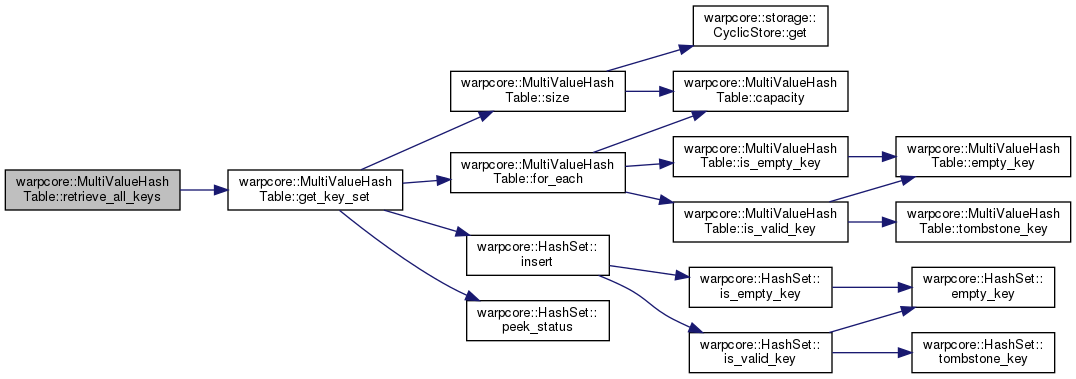 warpcore::MultiValueHash
Table::retrieve_all_keys
warpcore::MultiValueHash
Table::get_key_set
warpcore::MultiValueHash
Table::size
warpcore::storage::
CyclicStore::get
warpcore::MultiValueHash
Table::capacity
warpcore::MultiValueHash
Table::for_each
warpcore::MultiValueHash
Table::is_empty_key
warpcore::MultiValueHash
Table::empty_key
warpcore::MultiValueHash
Table::is_valid_key
warpcore::MultiValueHash
Table::tombstone_key
warpcore::HashSet::
insert
warpcore::HashSet::
is_empty_key
warpcore::HashSet::
empty_key
warpcore::HashSet::
peek_status
warpcore::HashSet::
is_valid_key
warpcore::HashSet::
tombstone_key